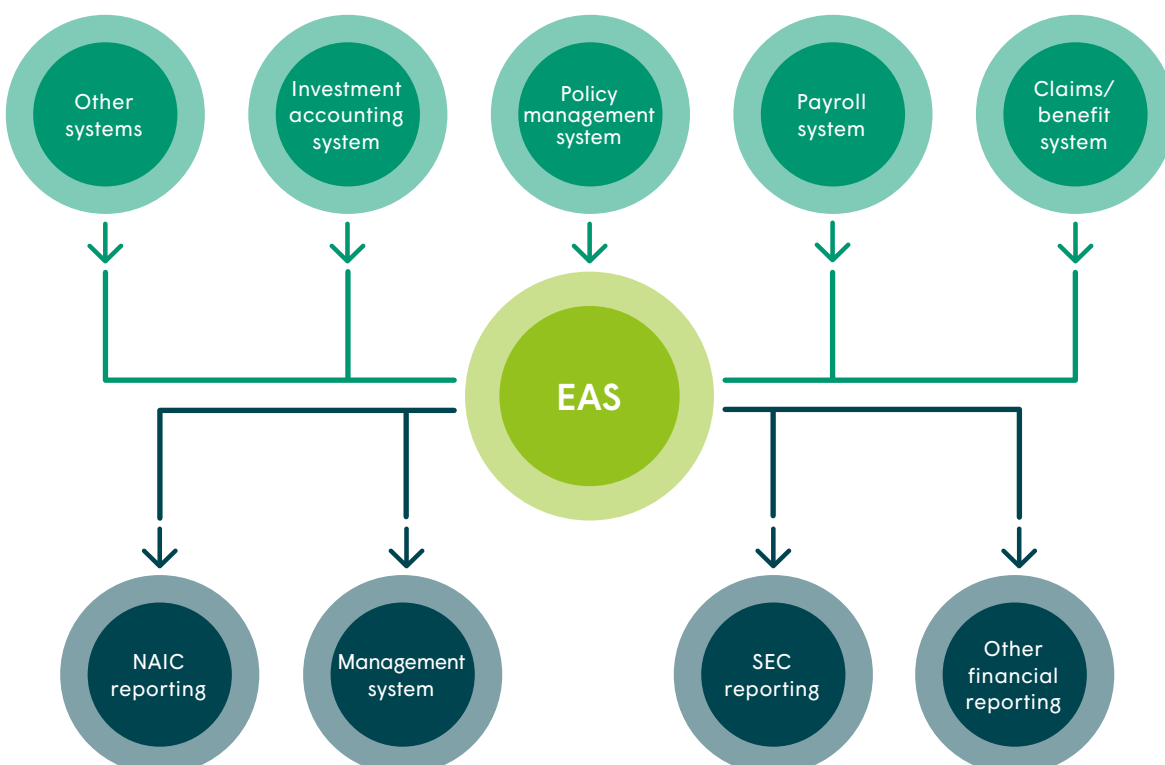 Other
systems
Investment
accounting
system
Policy
management
system
Payroll
system
Claims/
benefit
system
EAS
NAIC
reporting
Management
system
SEC
reporting
Other
financial
reporting